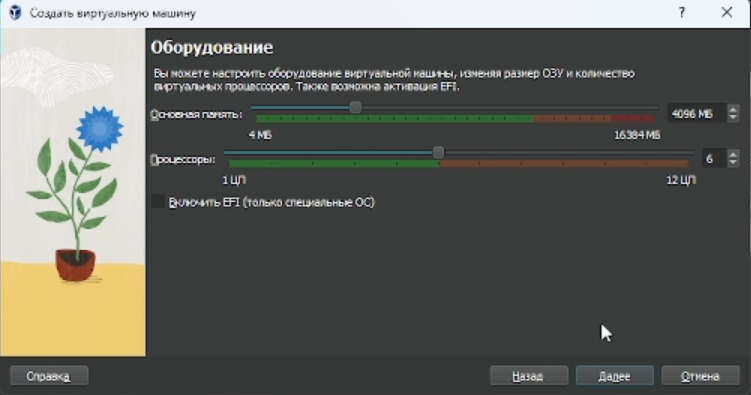 Создать виртуальную машину
?
Оборудование
Вы можете настроить оборудование виртуальной машины, изменяя размер ОЗУ и количество
виртуальных процессоров. Также возможна активация EFI.
Основная память:
4096 МБ
4 МБ
16384 МБ
Процессоры:
6
1 ЦП
12 ЦП
Включить EFI (только специальные ОС)
Справка
Назад
Далее
Отмена